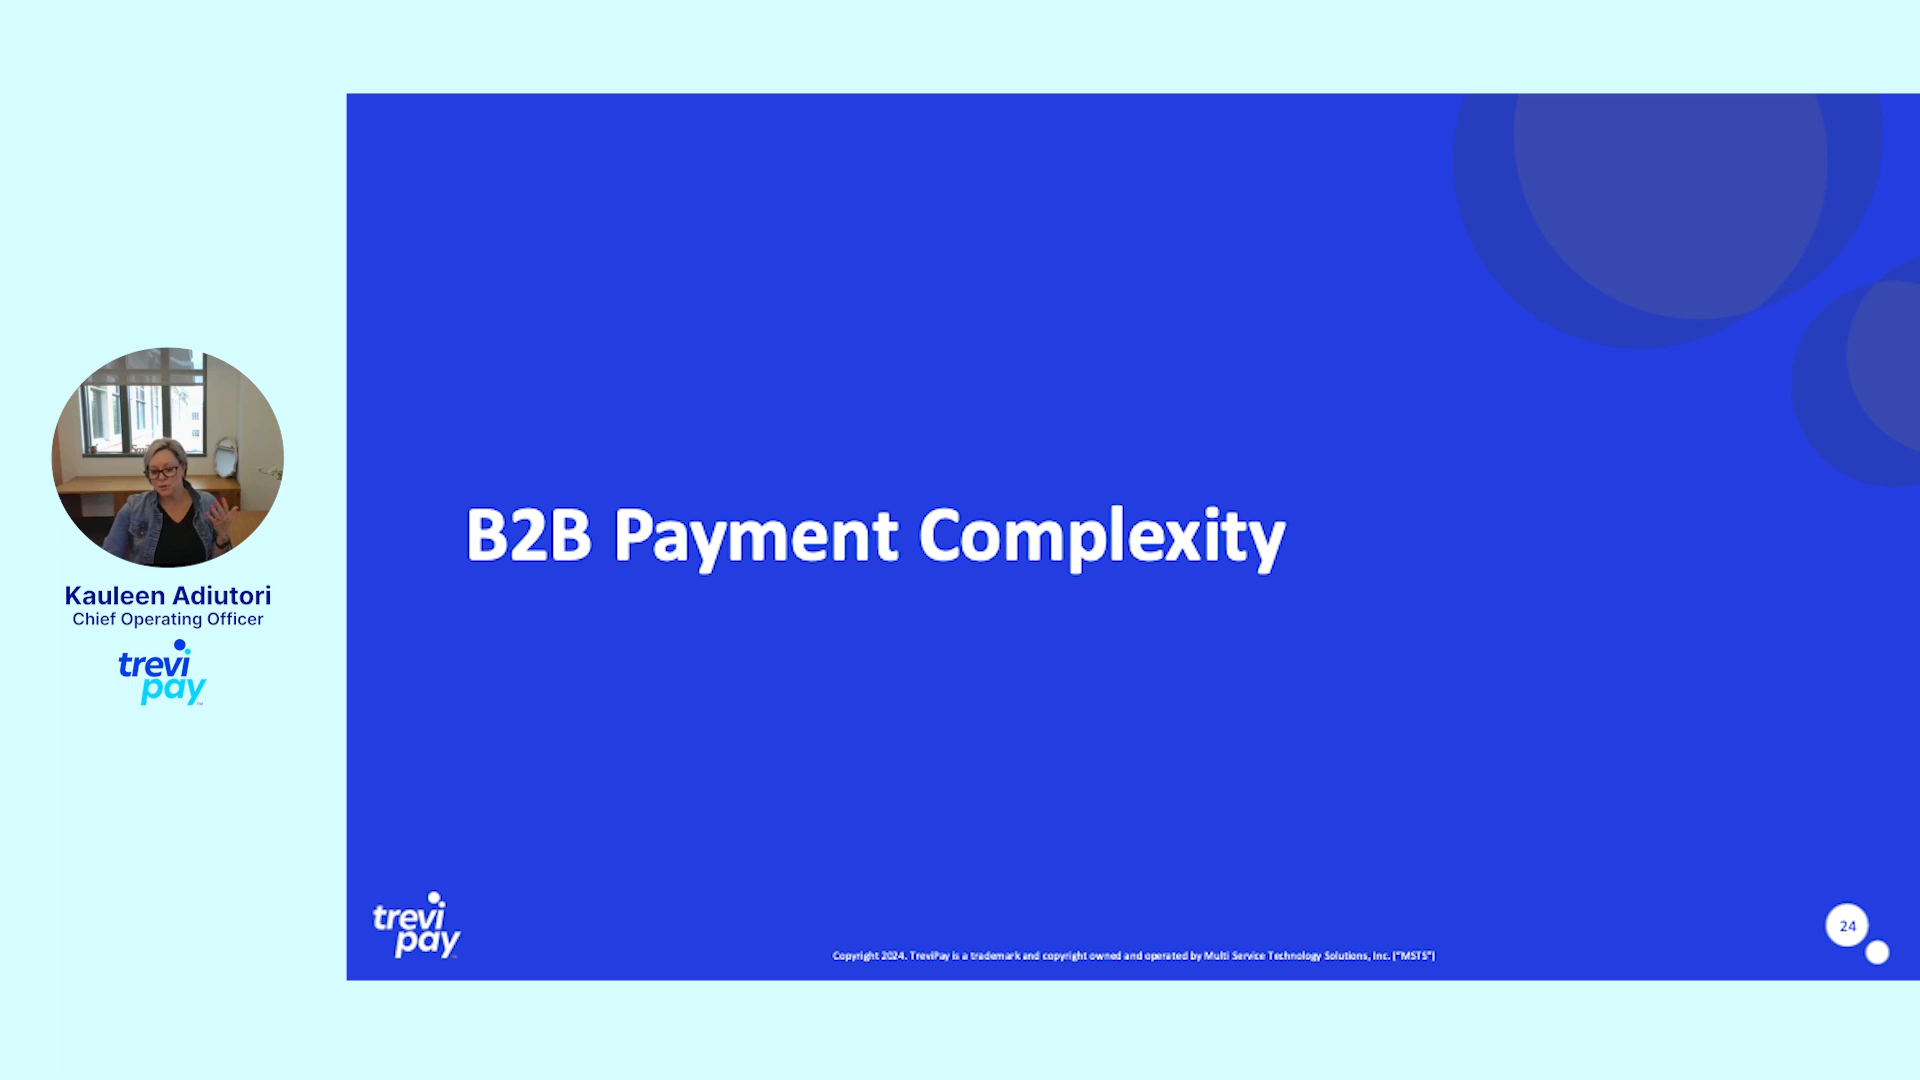 Kauleen Adiutori
Chief Operating Officer
trevi
pay
B2B Payment Complexity
trevi
pay
Copyright 2024. TreviPay is a trademark and copyright owned and operated by Multi Service Technology Solutions, Inc. ("MSTS")
24